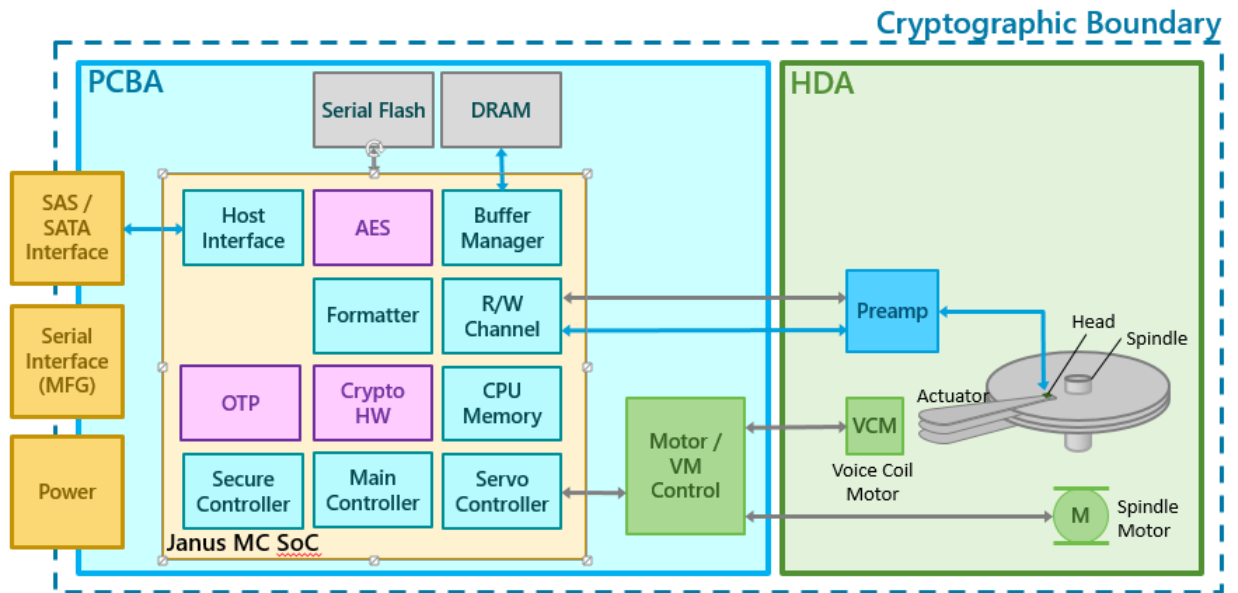 Cryptographic Boundary
PCBA
HDA
Serial Flash
DRAM
SAS /
SATA
Interface
Host
Interface
AES
Buffer
Manager
Serial
Interface
(MFG)
Formatter
R/W
Channel
Preamp
Head
Spindle
OTP
Crypto
HW
CPU
Memory
Actuator
Motor /
VM
Control
VCM
Voice Coil
Motor
Power
Secure
Controller
Main
Controller
Servo
Controller
M
Spindle
Motor
Janus MC SoC